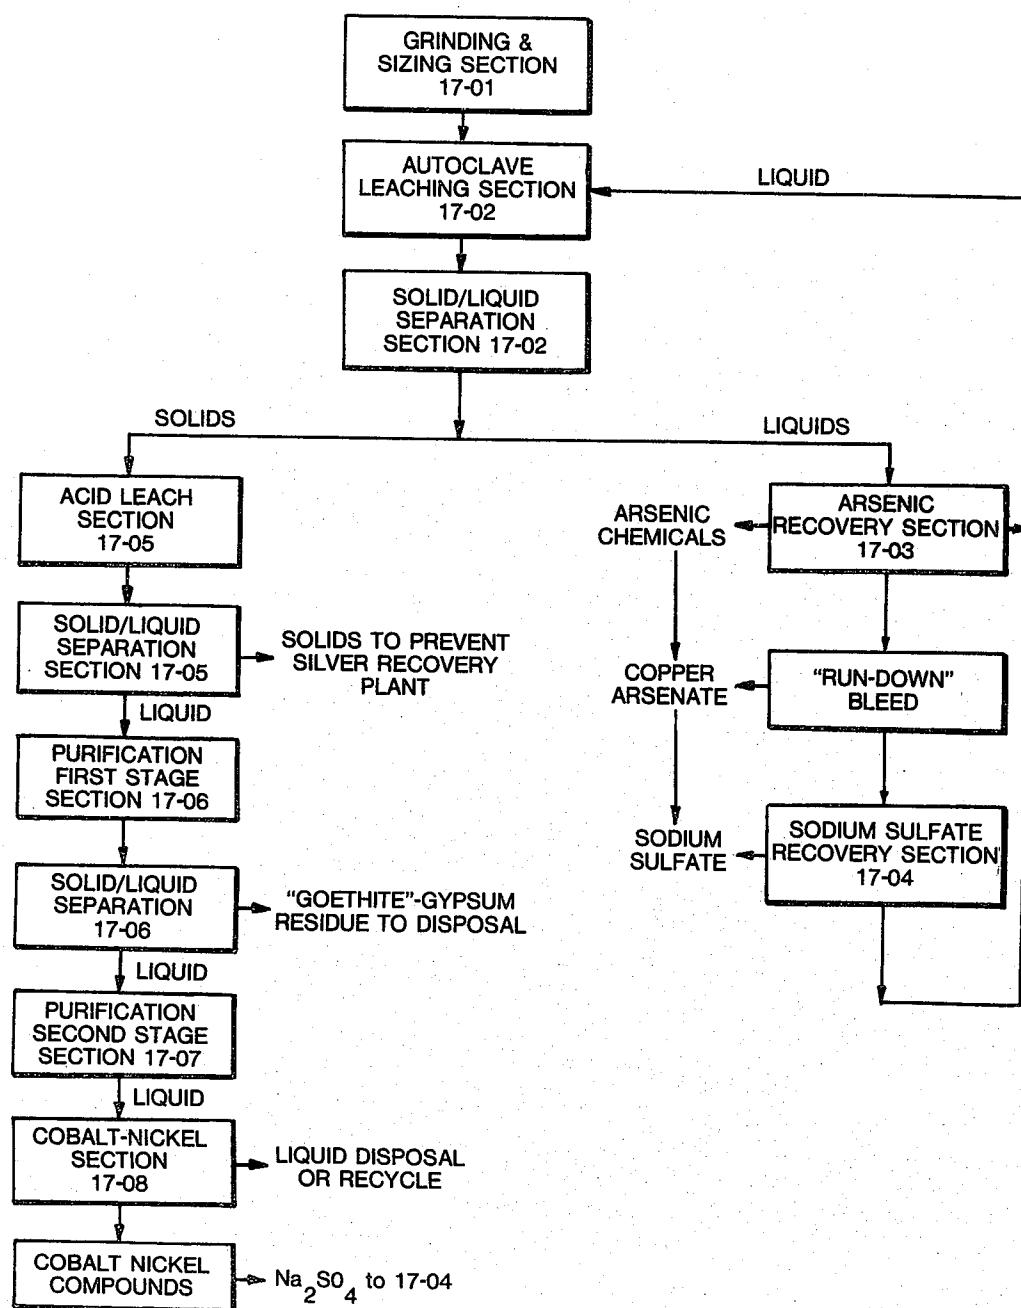 GRINDING &
SIZING SECTION
17-01
AUTOCLAVE
LEACHING SECTION
17-02
LIQUID
SOLID/LIQUID
SEPARATION
SECTION 17-02
SOLIDS
LIQUIDS
ACID LEACH
SECTION
17-05
ARSENIC
CHEMICALS
ARSENIC
RECOVERY SECTION
17-03
SOLID/LIQUID
SEPARATION
SECTION 17-05
SOLIDS TO PREVENT
SILVER RECOVERY
PLANT
COPPER
ARSENATE
"RUN-DOWN"
BLEED
LIQUID
PURIFICATION
FIRST STAGE
SECTION 17-06
SODIUM
SULFATE
SODIUM SULFATE
RECOVERY SECTION
17-04
SOLID/LIQUID
SEPARATION
17-06
"GOETHITE"-GYPSUM
RESIDUE TO DISPOSAL
LIQUID
PURIFICATION
SECOND STAGE
SECTION 17-07
LIQUID
COBALT-NICKEL
SECTION
17-08
LIQUID DISPOSAL
OR RECYCLE
COBALT NICKEL
COMPOUNDS
Na2SO4 to 17-04